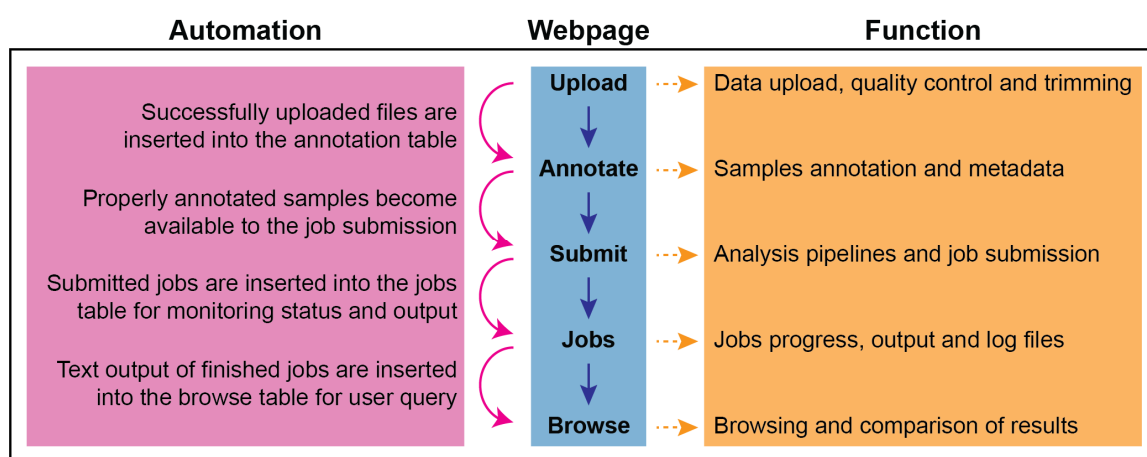 Automation
Webpage
Function
Successfully uploaded files are
inserted into the annotation table
Properly annotated samples become
available to the job submission
Submitted jobs are inserted into the jobs
table for monitoring status and output
Text output of finished jobs are inserted
into the browse table for user query
Upload
Annotate
Submit
Jobs
Browse
Data upload, quality control and trimming
Samples annotation and metadata
Analysis pipelines and job submission
Jobs progress, output and log files
Browsing and comparison of results